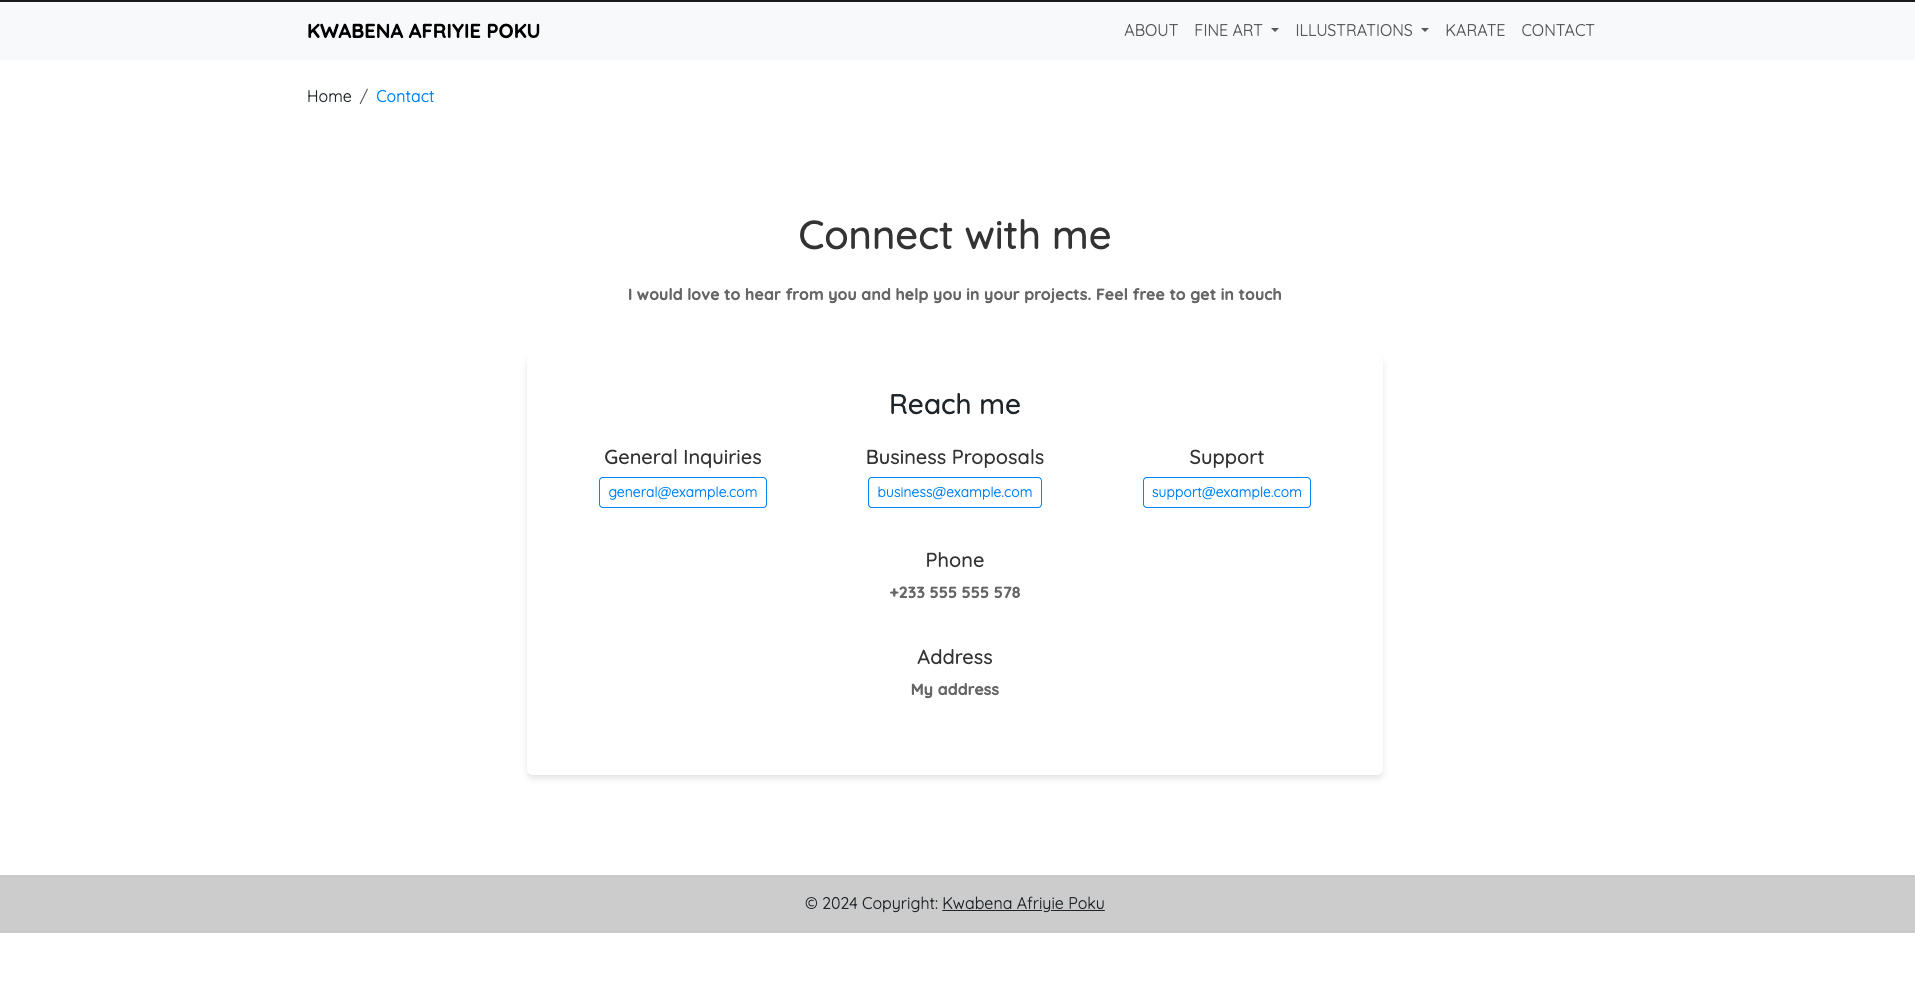 KWABENA AFRIYIE POKU
ABOUT FINE ART ILLUSTRATIONS KARATE CONTACT
Home / Contact
Connect with me
I would love to hear from you and help you in your projects. Feel free to get in touch
Reach me
General Inquiries
general@example.com
Business Proposals
business@example.com
Support
support@example.com
Phone
+233 555 555 578
Address
My address
© 2024 Copyright: Kwabena Afriyie Poku